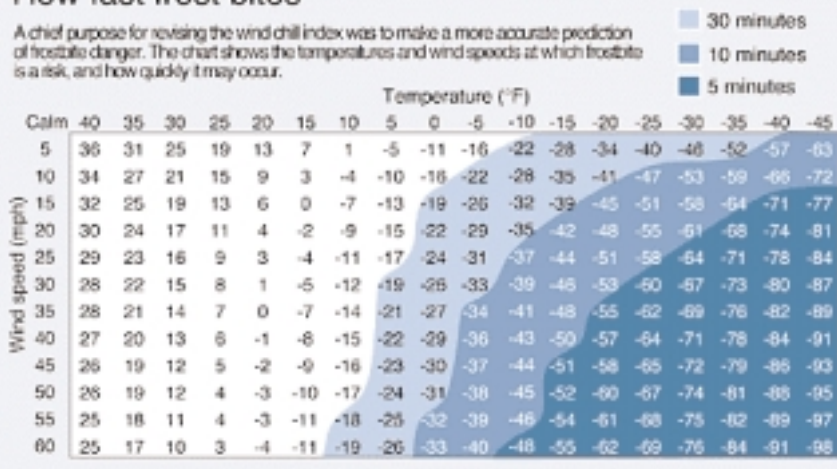 How fast frost bites
A chief purpose for revising the wind chill index was to make a more accurate prediction
of frostbite danger. The chart shows the temperatures and wind speeds at which frostbite
is a risk, and how quickly it may occur.
30 minutes
10 minutes
5 minutes
Temperature (°F)
Calm 40 35 30 25 20 15 10 5 0 -5 -10 -15 -20 -25 -30 -35 -40 -45
Wind speed (mph)
5 36 31 25 19 13 7 1 -5 -11 -16 -22 -28 -34 -40 -46 -52 -57 -63
10 34 27 21 15 9 3 -4 -10 -16 -22 -28 -35 -41 -47 -53 -59 -66 -72
15 32 25 19 13 6 0 -7 -13 -19 -26 -32 -39 -45 -51 -58 -64 -71 -77
20 30 24 17 11 4 -2 -9 -15 -22 -29 -35 -42 -48 -55 -61 -68 -74 -81
25 29 23 16 9 3 -4 -11 -17 -24 -31 -37 -44 -51 -58 -64 -71 -78 -84
30 28 22 15 8 1 -5 -12 -19 -26 -33 -39 -46 -53 -60 -67 -73 -80 -87
35 28 21 14 7 0 -7 -14 -21 -27 -34 -41 -48 -55 -62 -69 -76 -82 -89
40 27 20 13 6 -1 -8 -15 -22 -29 -36 -43 -50 -57 -64 -71 -78 -84 -91
45 26 19 12 5 -2 -9 -16 -23 -30 -37 -44 -51 -58 -65 -72 -79 -86 -93
50 26 19 12 4 -3 -10 -17 -24 -31 -38 -45 -52 -60 -67 -74 -81 -88 -95
55 25 18 11 4 -3 -11 -18 -25 -32 -39 -46 -54 -61 -68 -75 -82 -89 -97
60 25 17 10 3 -4 -11 -19 -26 -33 -40 -48 -55 -62 -69 -76 -84 -91 -98